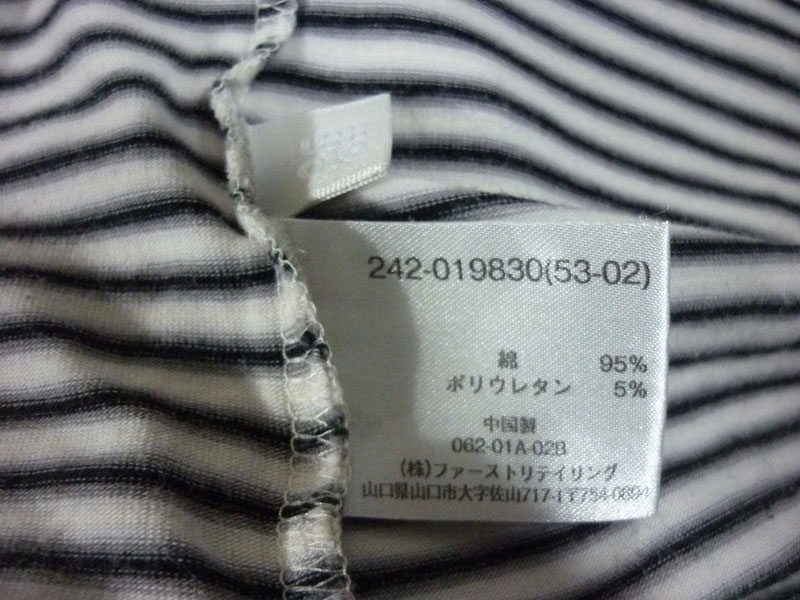 242-019830(53-02)
綿 95%
ポリウレタン 5%
中国製
062-01A-02B
(株)ファーストリテイリング
山口県山口市大字佐山717-1〒754-0894